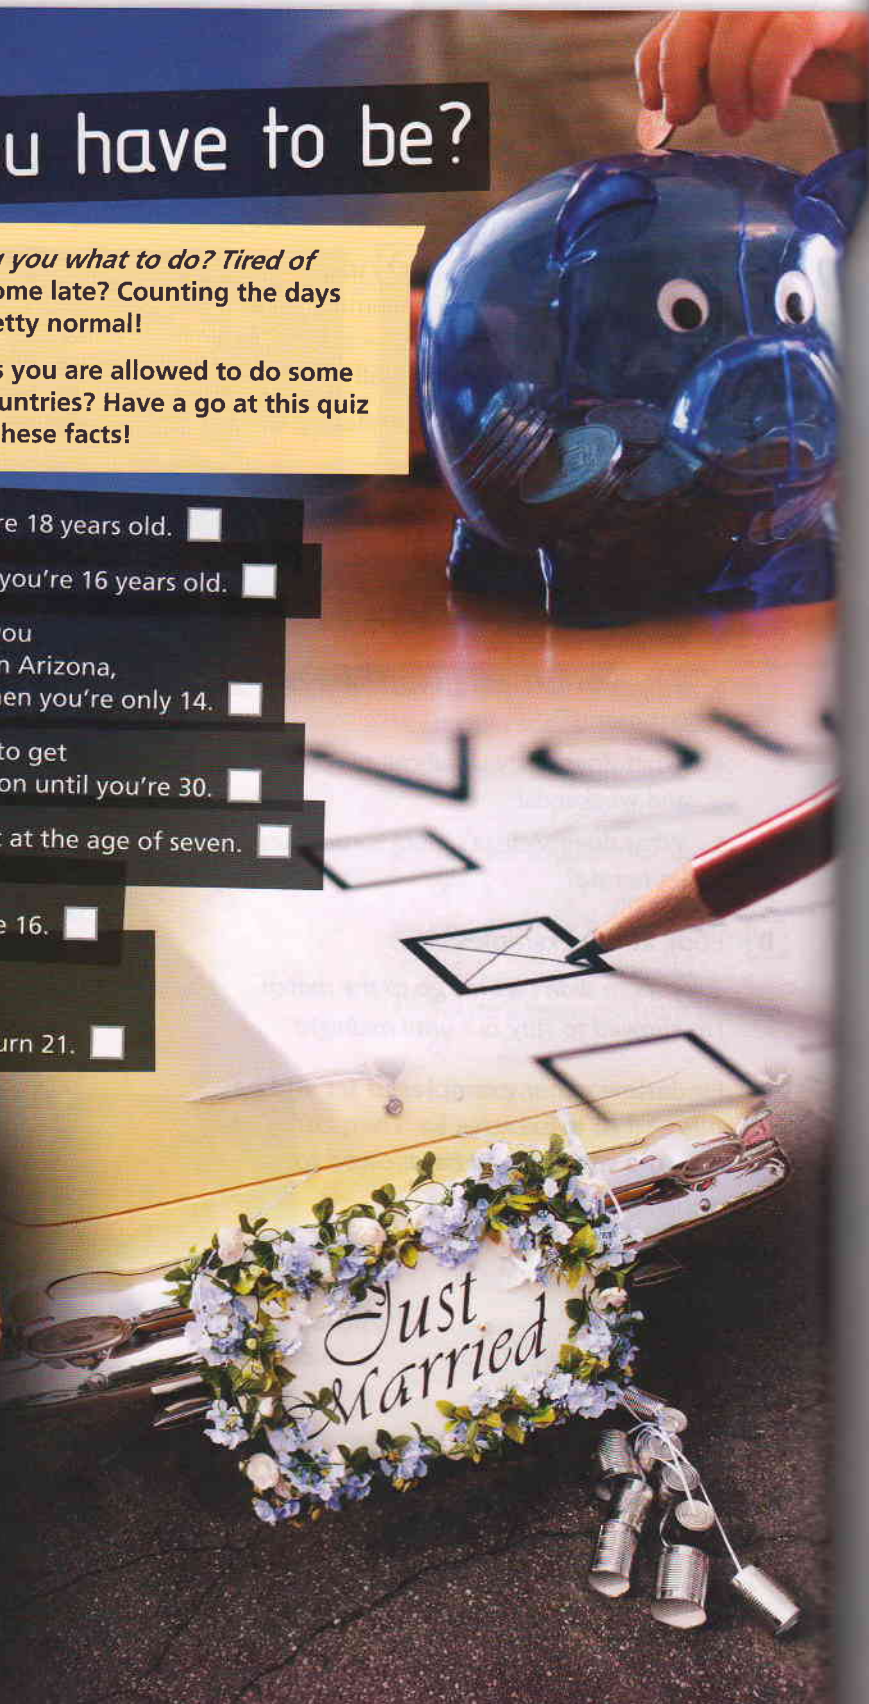 u have to be?
you what to do? Tired of
ome late? Counting the days
etty normal!
s you are allowed to do some
untries? Have a go at this quiz
hese facts!
re 18 years old.
you're 16 years old.
ou
n Arizona,
en you're only 14.
to get
on until you're 30.
at the age of seven.
e 16.
urn 21.
VOU
Just
Married